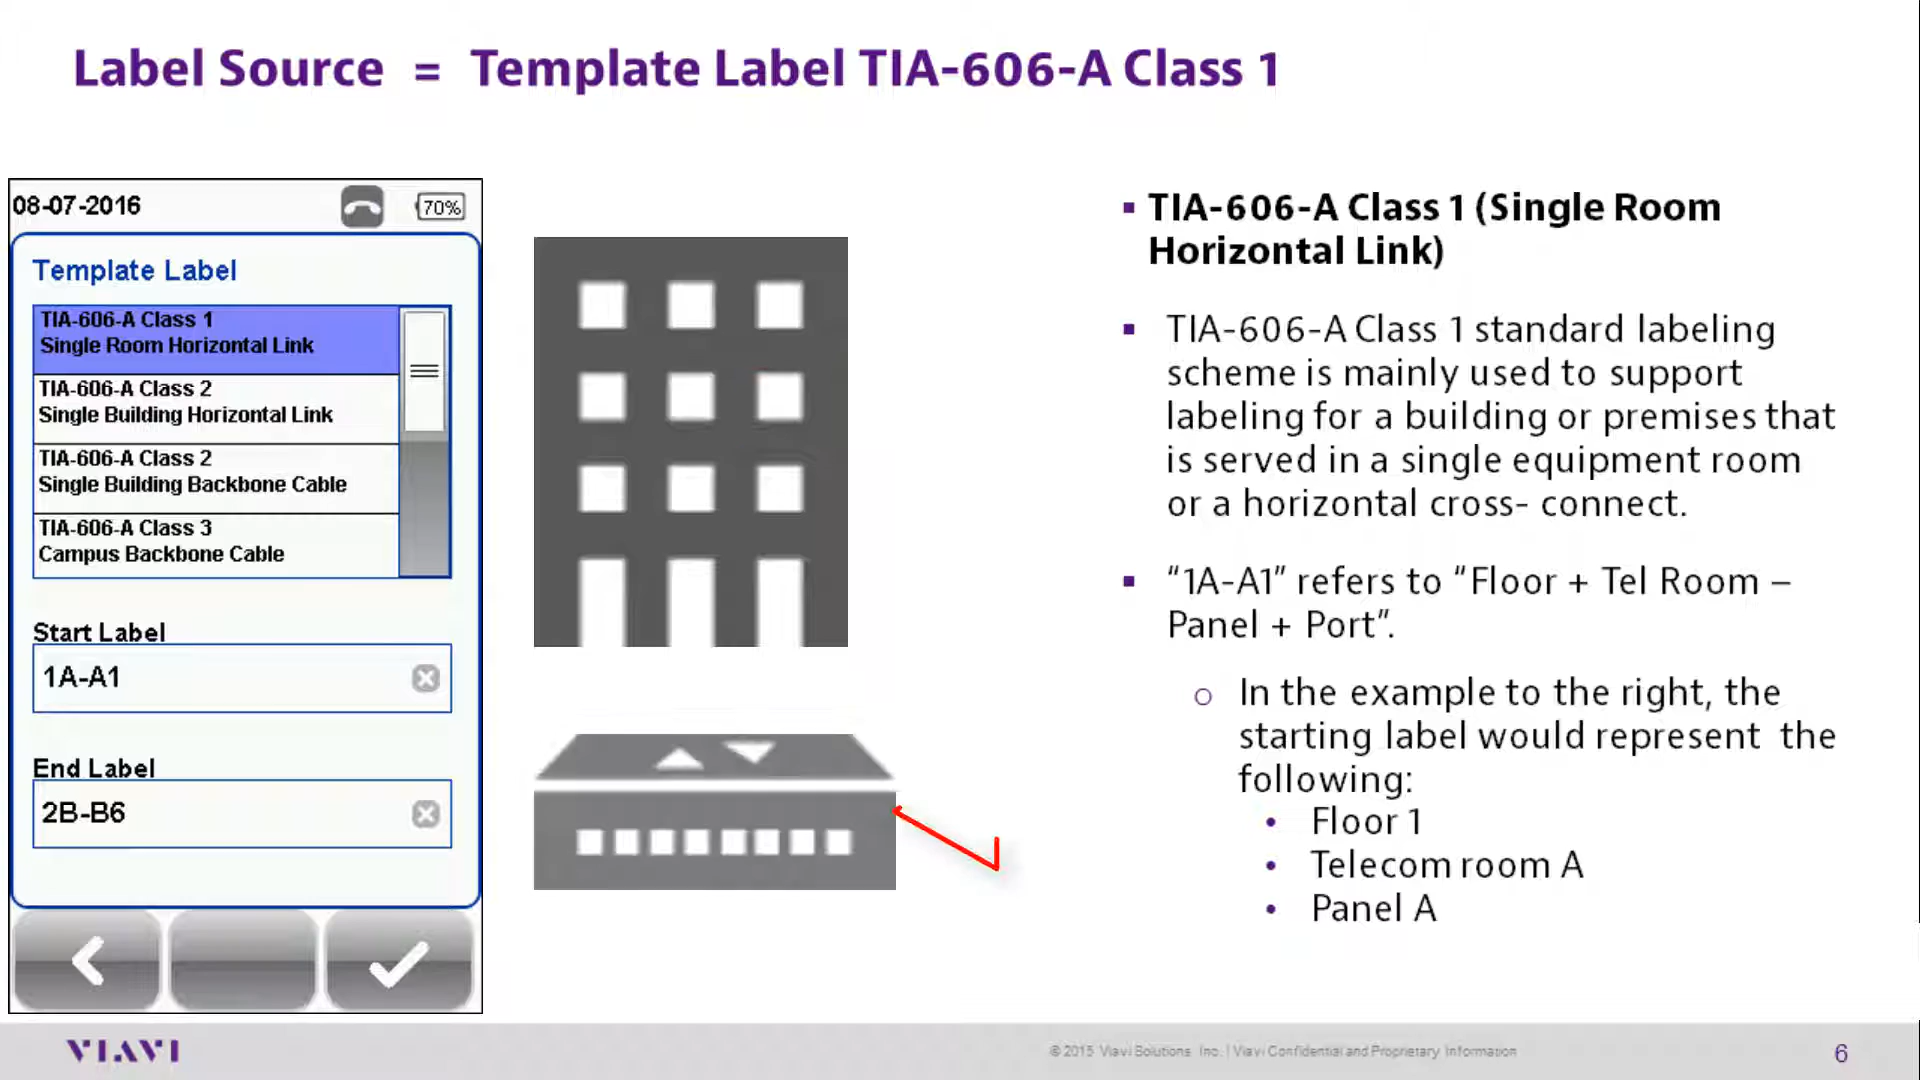 Label Source = Template Label TIA-606-A Class 1
08-07-2016
70%
Template Label
TIA-606-A Class 1
Single Room Horizontal Link
TIA-606-A Class 2
Single Building Horizontal Link
TIA-606-A Class 2
Single Building Backbone Cable
TIA-606-A Class 3
Campus Backbone Cable
Start Label
1A-A1
End Label
2B-B6
▪ TIA-606-A Class 1 (Single Room
Horizontal Link)
▪ TIA-606-A Class 1 standard labeling
scheme is mainly used to support
labeling for a building or premises that
is served in a single equipment room
or a horizontal cross- connect.
▪ “1A-A1” refers to “Floor + Tel Room –
Panel + Port”.
o In the example to the right, the
starting label would represent the
following:
• Floor 1
• Telecom room A
• Panel A
VIAVI
© 2015 Viavi Solutions Inc. | Viavi Confidential and Proprietary Information
6